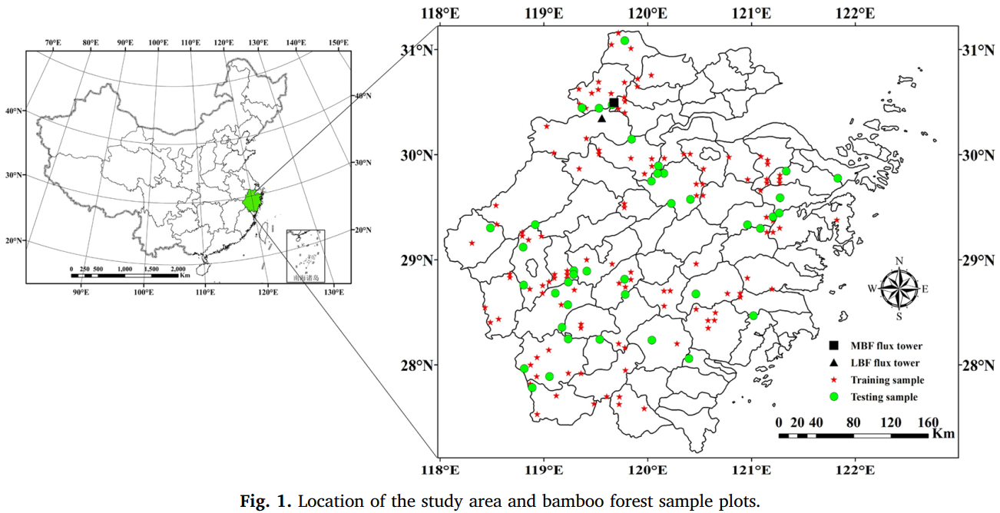 70°E 80°E 90°E 100°E 110°E 120°E 130°E 140°E 150°E
40°N
40°N
30°N
30°N
20°N
20°N
0 250 500 1,000 1,500 2,000
Km
南海诸岛
90°E 100°E 110°E 120°E 130°E
118°E 119°E 120°E 121°E 122°E
31°N 31°N
30°N 30°N
29°N 29°N
28°N 28°N
N
W E
S
MBF flux tower
LBF flux tower
Training sample
Testing sample
0 20 40 80 120 160
Km
118°E 119°E 120°E 121°E 122°E
Fig. 1. Location of the study area and bamboo forest sample plots.